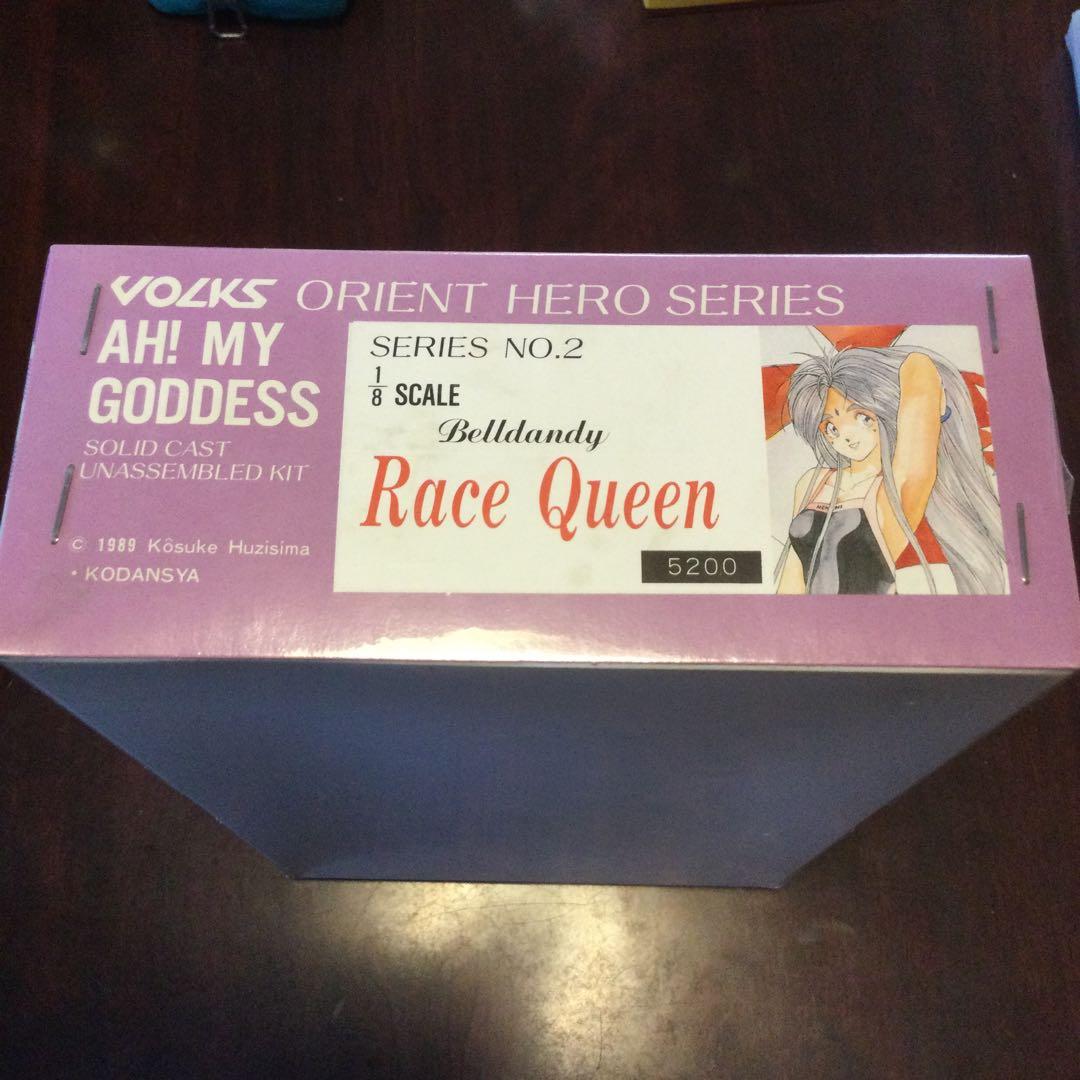 VOLKS ORIENT HERO SERIES
AH! MY
GODDESS
SOLID CAST
UNASSEMBLED KIT
© 1989 Kôsuke Huzisima
・KODANSYA
SERIES NO.2
1/8 SCALE
Belldandy
Race Queen
5200